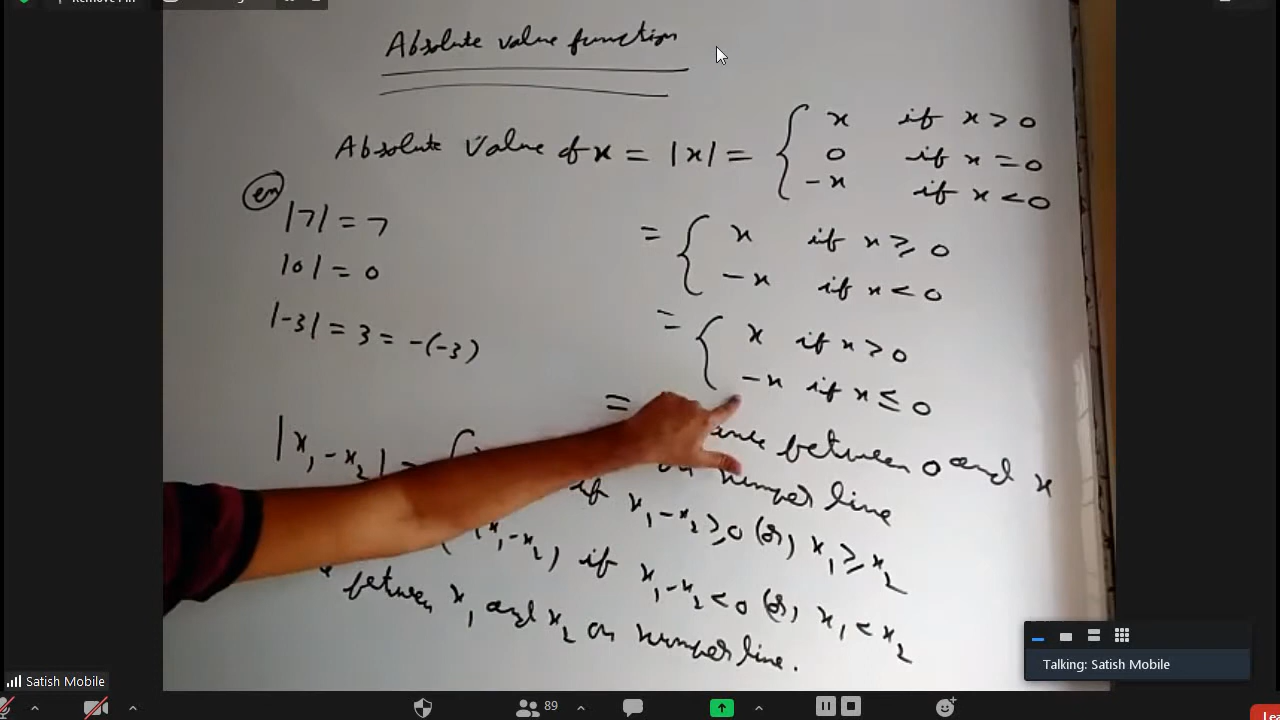 Absolute value function
Absolute value of x = |x| = { x if x > 0
0 if x = 0
-x if x < 0
ex
|7| = 7
= { x if x ≥ 0
|0| = 0
-x if x < 0
|-3| = 3 = -(-3)
= { x if x > 0
-x if x ≤ 0
=
between 0 and x
on number line
|x₁-x₂| =
if x₁-x₂ ≥ 0 (or) x₁ ≥ x₂
x₁-x₂) if x₁-x₂ < 0 (or) x₁ < x₂
between x₁ and x₂ on number line.
Talking: Satish Mobile
Satish Mobile
89